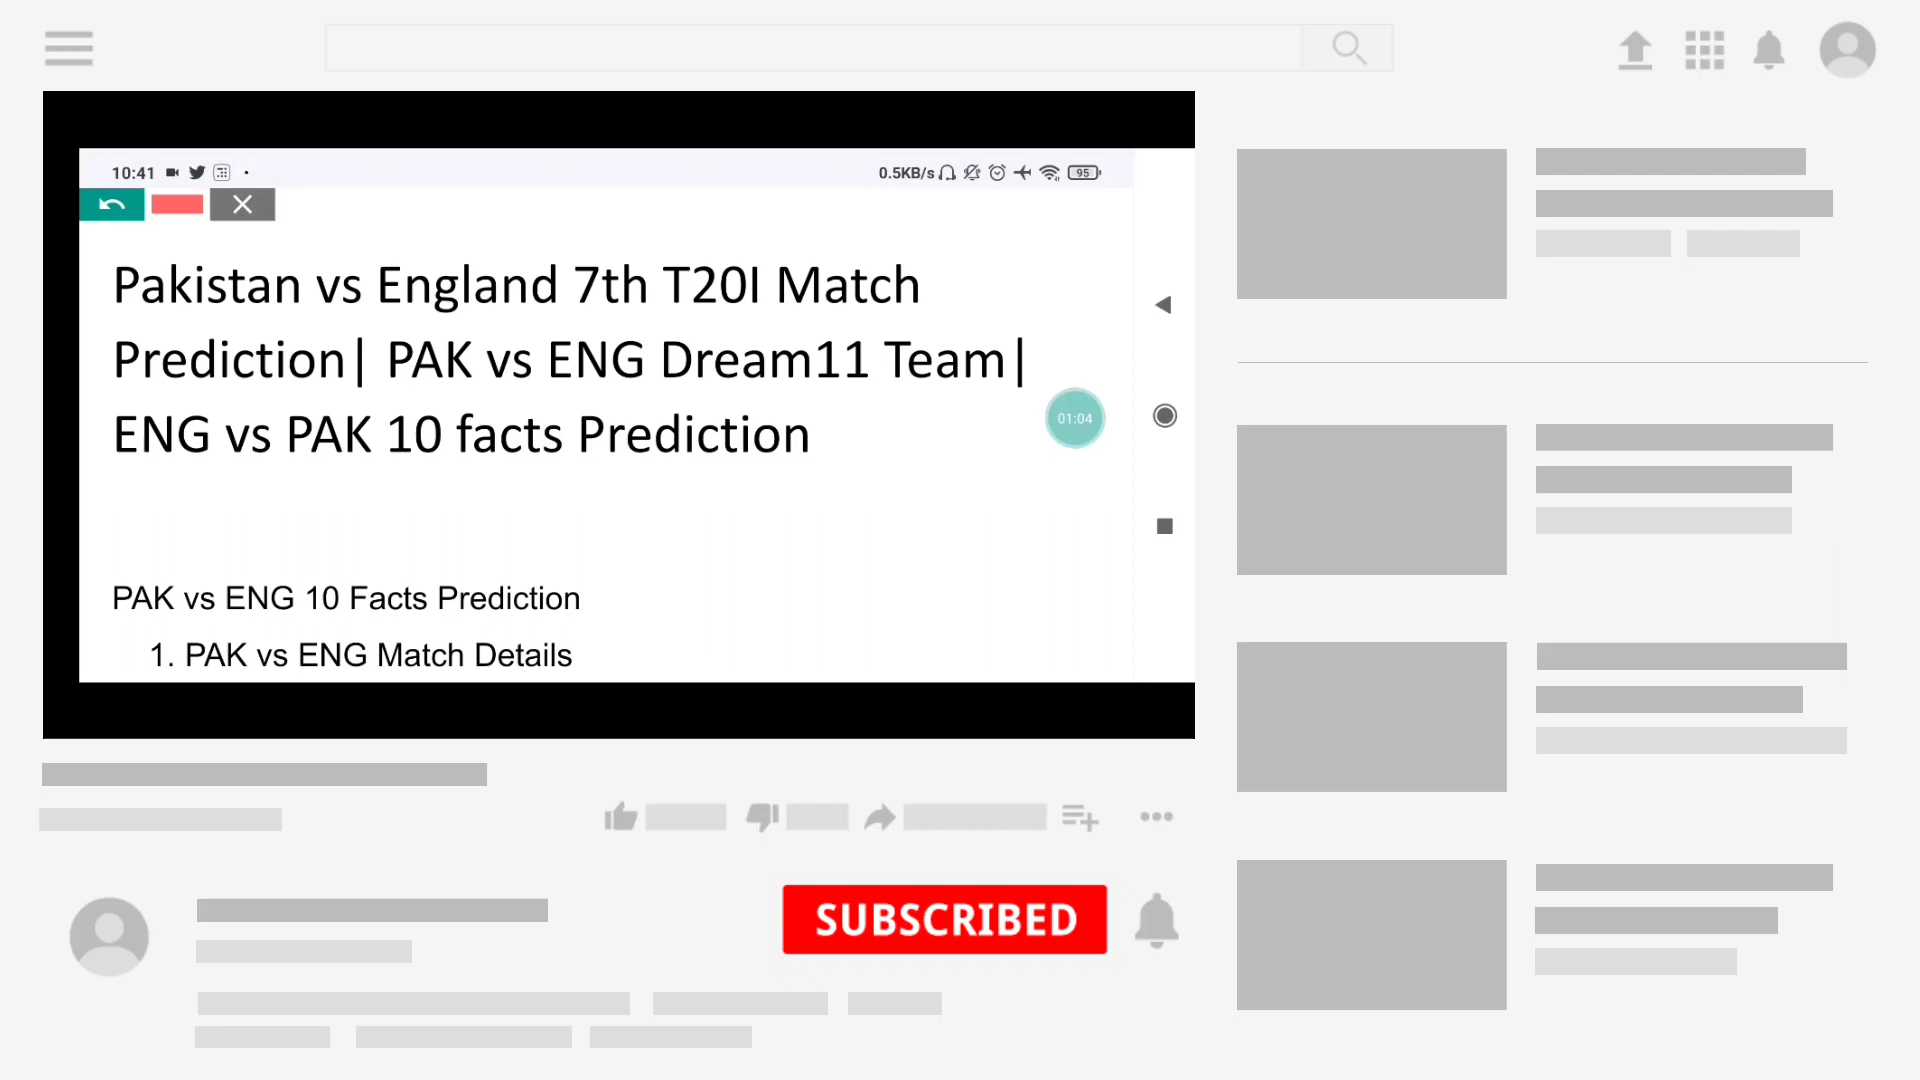 10:41
0.5KB/s
95
Pakistan vs England 7th T20I Match
Prediction| PAK vs ENG Dream11 Team|
ENG vs PAK 10 facts Prediction
01:04
PAK vs ENG 10 Facts Prediction
1. PAK vs ENG Match Details
SUBSCRIBED